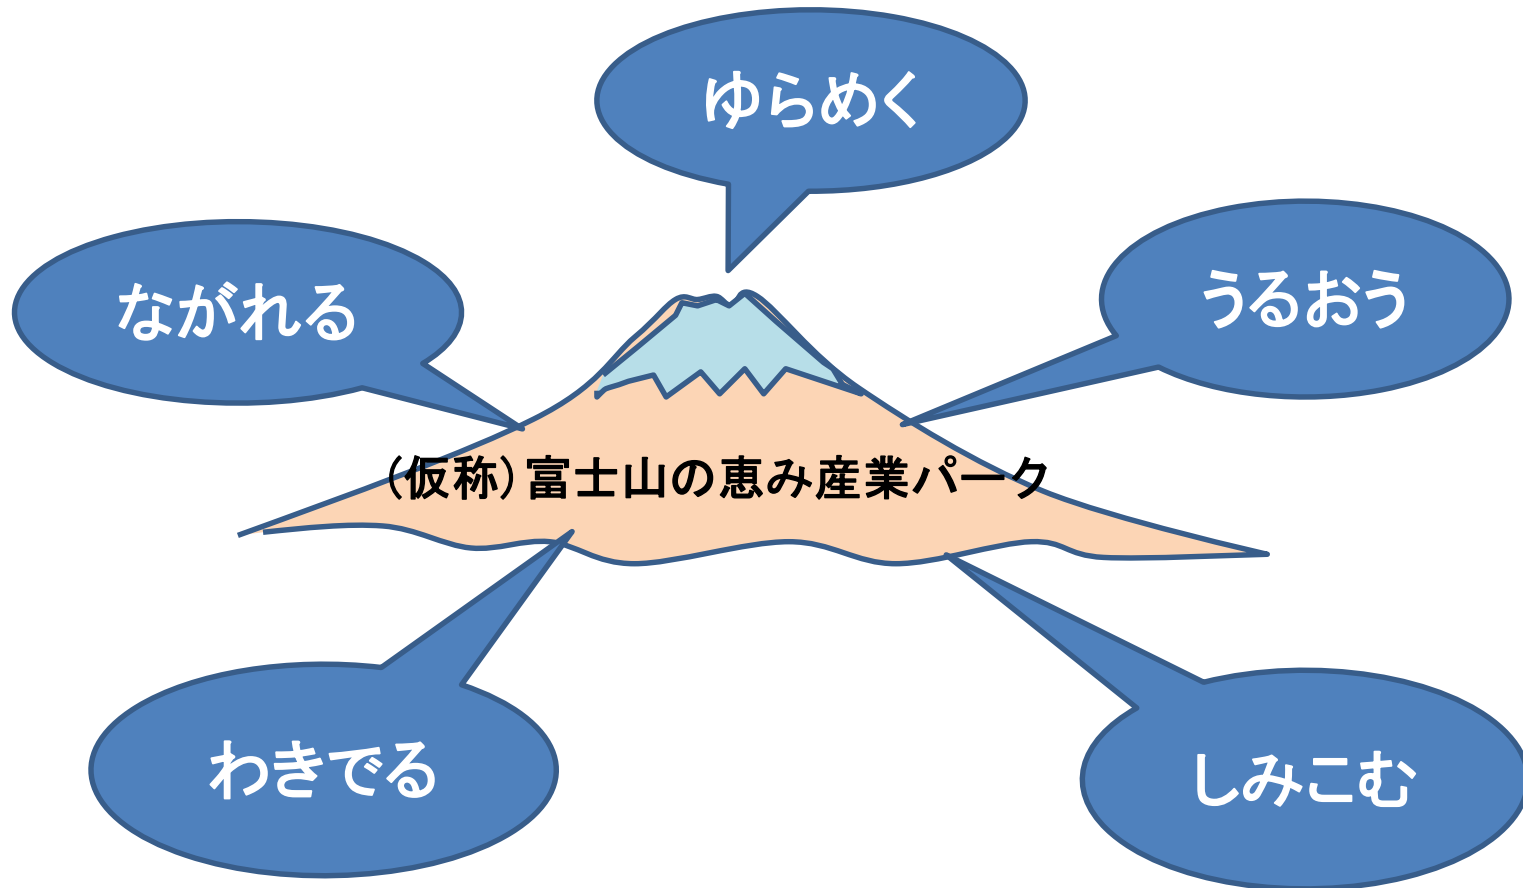 ゆらめく
ながれる
うるおう
（仮称）富士山の恵み産業パーク
わきでる
しみこむ